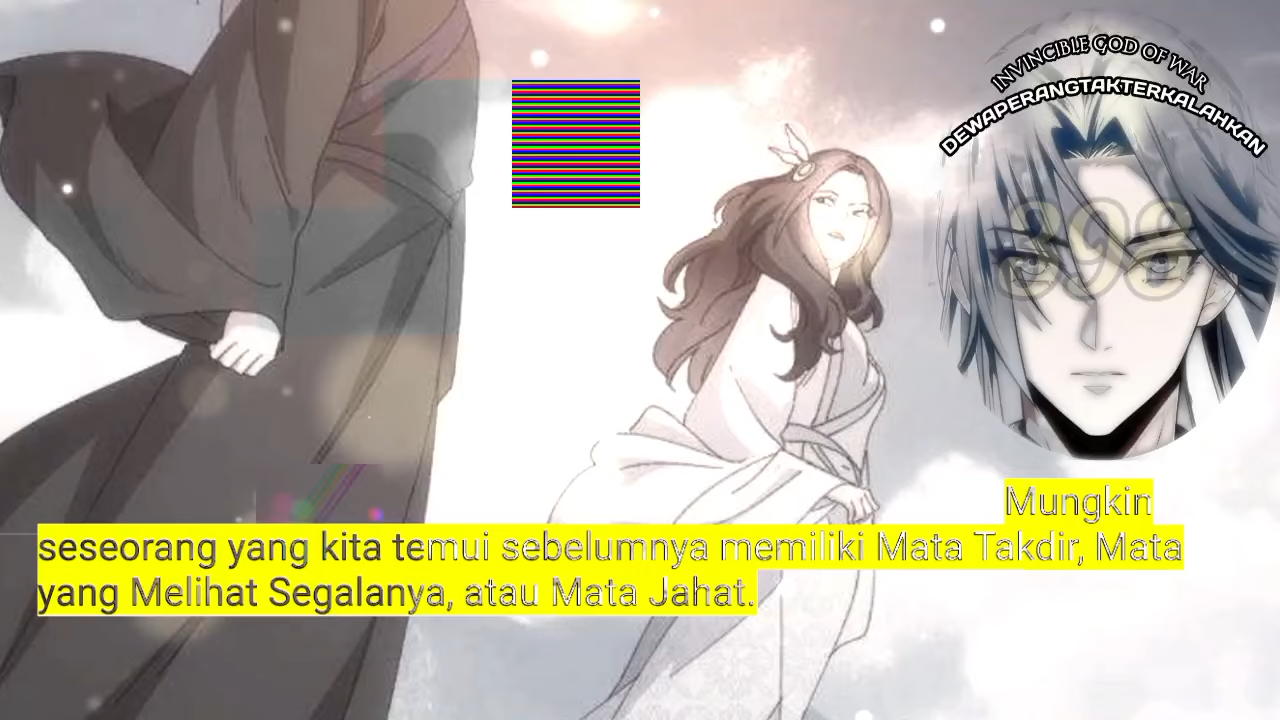 INVINCIBLE GOD OF WAR
DEWAPERANGTAKTERKALAHKAN
398
Mungkin
seseorang yang kita temui sebelumnya memiliki Mata Takdir, Mata
yang Melihat Segalanya, atau Mata Jahat.